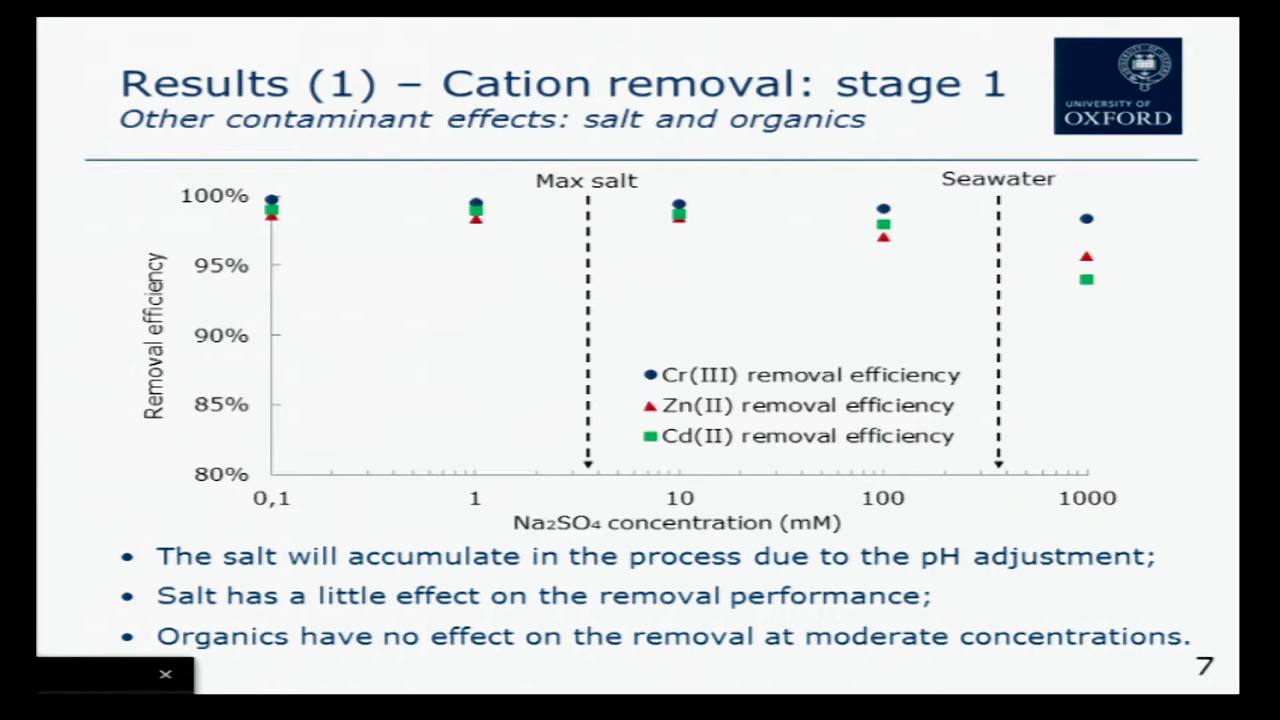 Results (1) – Cation removal: stage 1
Other contaminant effects: salt and organics
UNIVERSITY OF
OXFORD
Max salt
Seawater
100%
95%
90%
85%
80%
Removal efficiency
Cr(III) removal efficiency
Zn(II) removal efficiency
Cd(II) removal efficiency
0,1 1 10 100 1000
Na₂SO₄ concentration (mM)
• The salt will accumulate in the process due to the pH adjustment;
• Salt has a little effect on the removal performance;
• Organics have no effect on the removal at moderate concentrations.
7